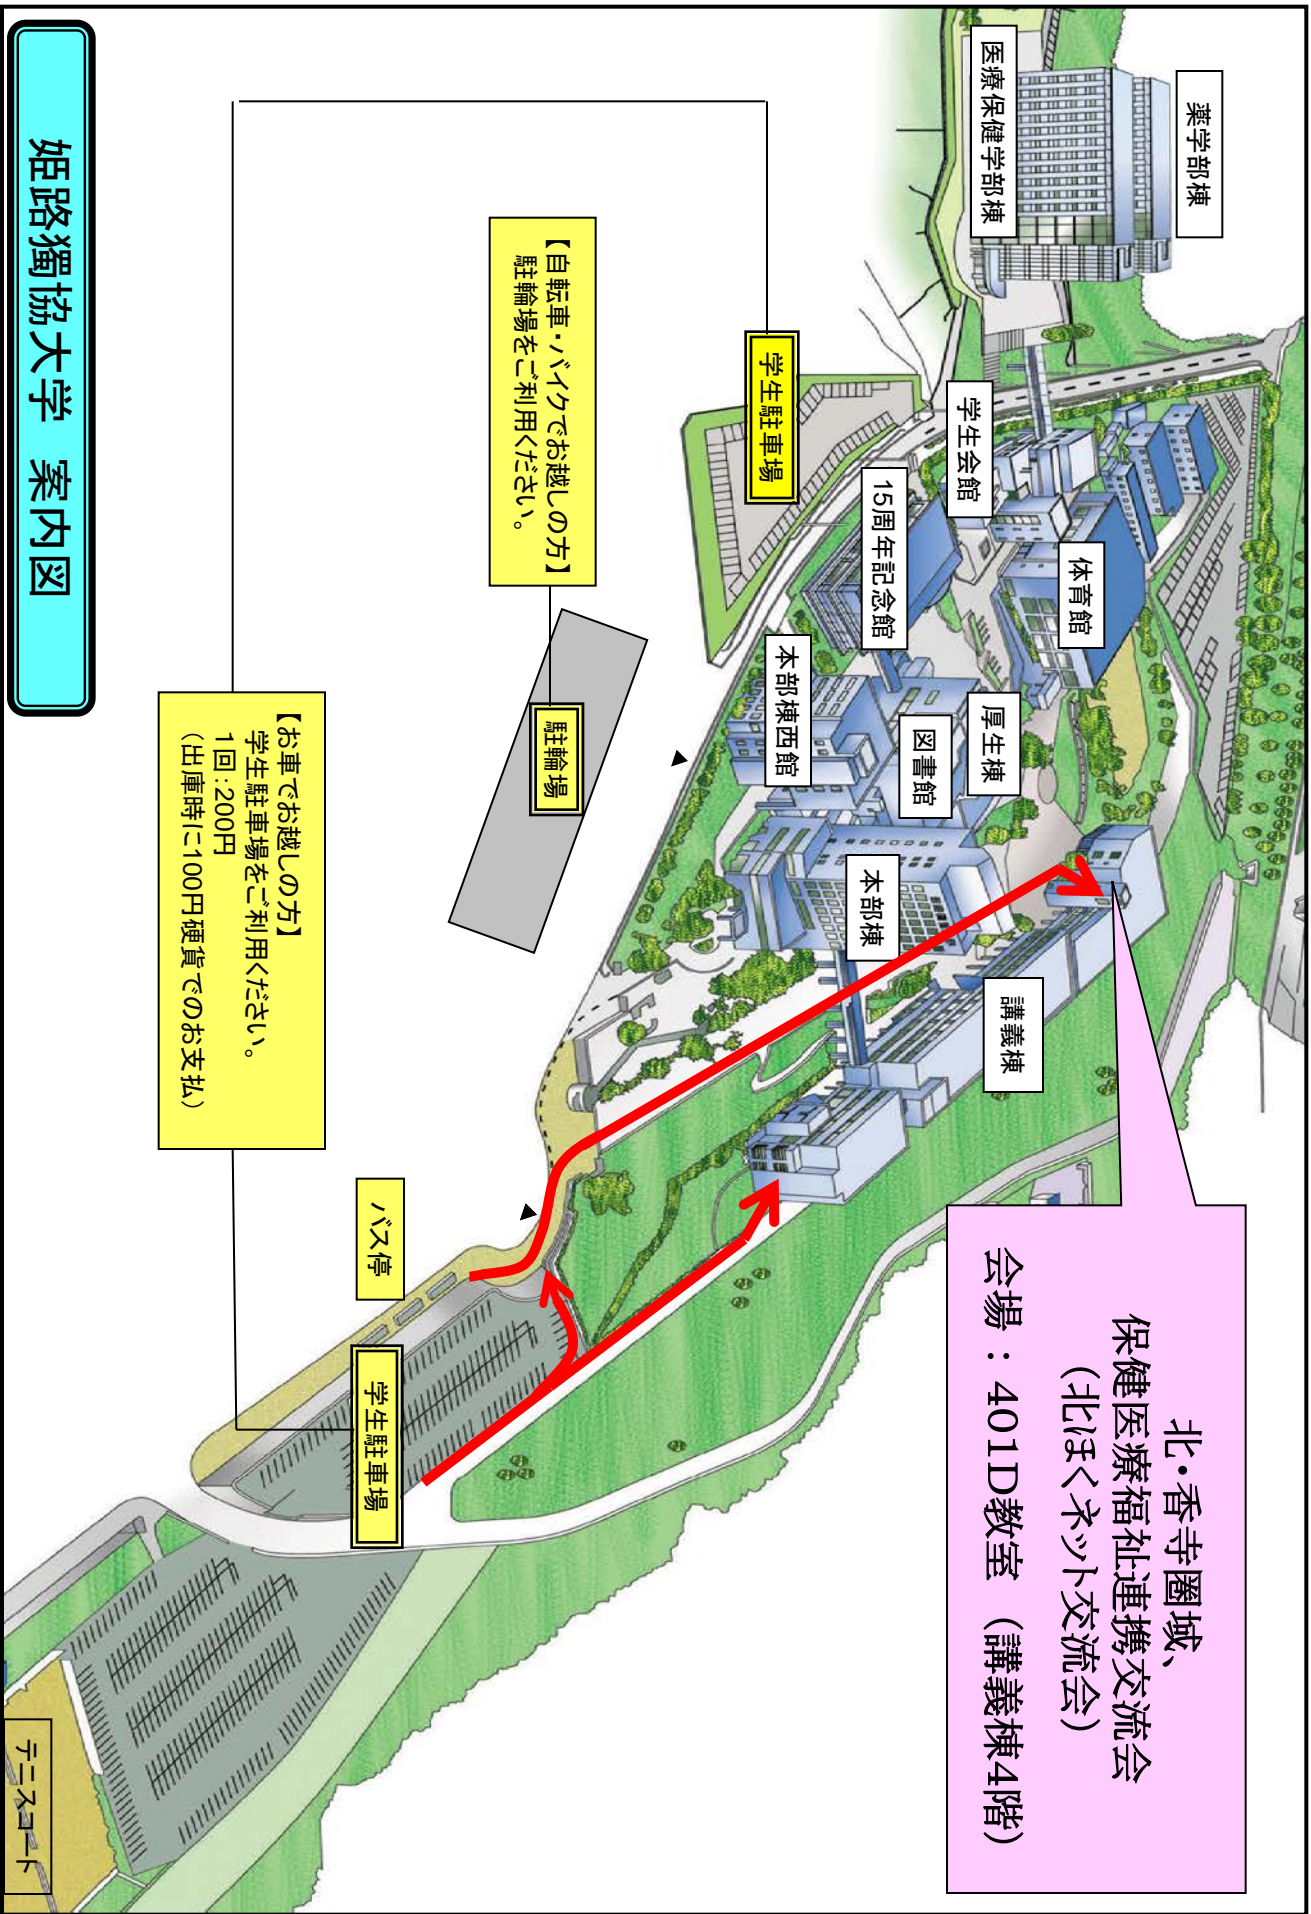 北・香寺圏域、
保健医療福祉連携交流会
（北ほくネット交流会）
会場：401D教室（講義棟4階）
薬学部棟
医療保健学部棟
学生会館
体育館
15周年記念館
厚生棟
図書館
本部棟西館
本部棟
講義棟
学生駐車場
【自転車・バイクでお越しの方】
駐輪場をご利用ください。
駐輪場
バス停
学生駐車場
【お車でお越しの方】
学生駐車場をご利用ください。
1回：200円
（出庫時に100円硬貨でのお支払）
テニスコート
姫路獨協大学 案内図